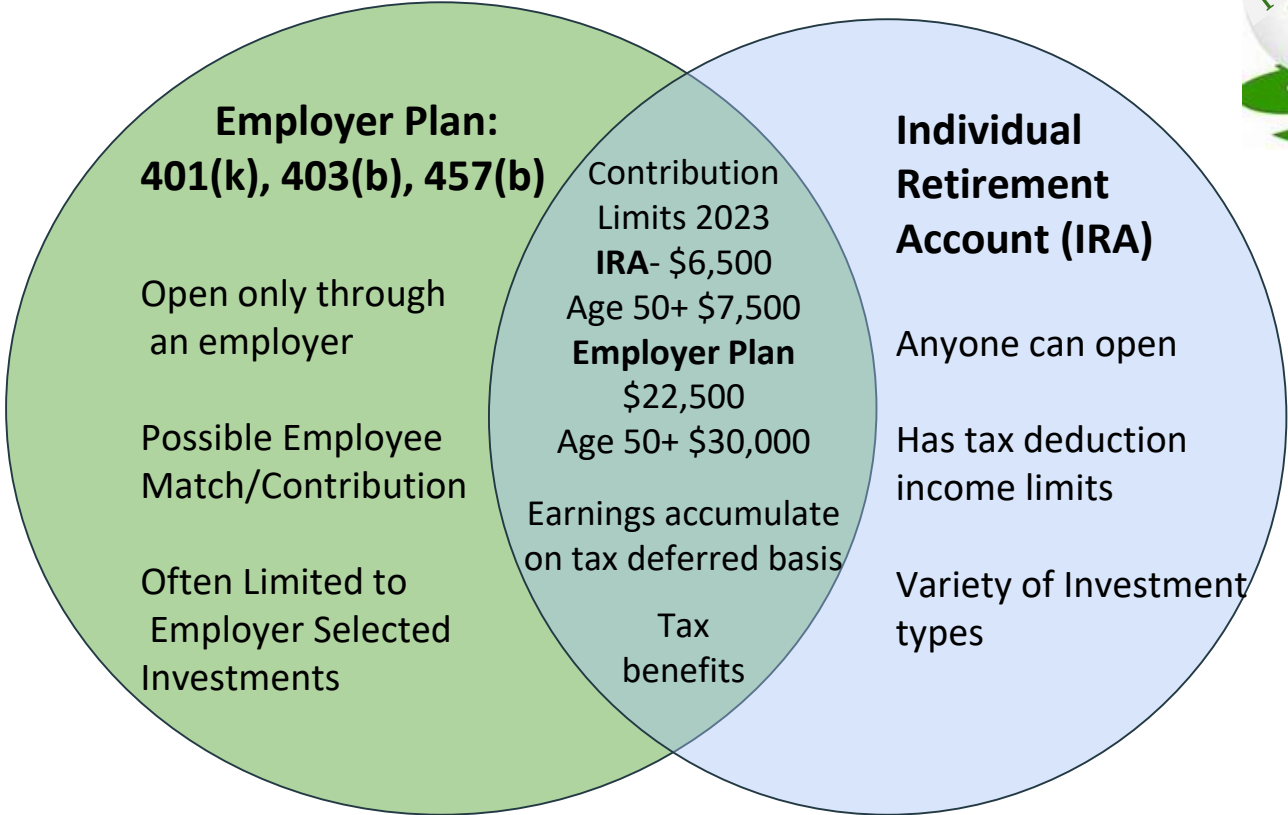 Employer Plan:
401(k), 403(b), 457(b)
Open only through
an employer
Possible Employee
Match/Contribution
Often Limited to
Employer Selected
Investments
Contribution
Limits 2023
IRA- $6,500
Age 50+ $7,500
Employer Plan
$22,500
Age 50+ $30,000
Earnings accumulate
on tax deferred basis
Tax
benefits
Individual
Retirement
Account (IRA)
Anyone can open
Has tax deduction
income limits
Variety of Investment
types